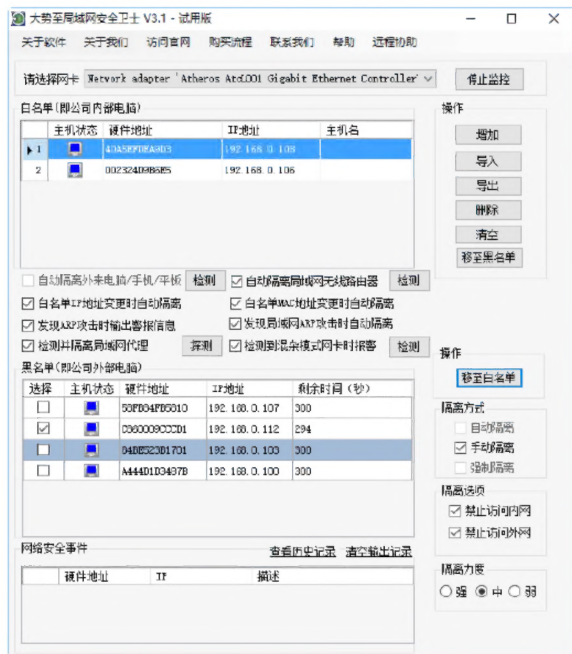 大势至局域网安全卫士 V3.1 - 试用版
关于软件 关于我们 访问官网 购买流程 联系我们 帮助 远程协助
请选择网卡 Network adapter 'Atheros AtcL001 Gigabit Ethernet Controller' 停止监控
白名单(即公司内部电脑) 操作
主机状态 硬件地址 IP地址 主机名
1 192.168.0.108
2 002324D9B6E5 192.168.0.106
增加
导入
导出
删除
清空
移至黑名单
自动隔离外来电脑/手机/平板 检测 自动隔离局域网无线路由器 检测
白名单IP地址变更时自动隔离 白名单MAC地址变更时自动隔离
发现ARP攻击时输出警报信息 发现局域网ARP攻击时自动隔离
检测并隔离局域网代理 探测 检测到混杂模式网卡时报警 检测
黑名单(即公司外部电脑) 操作
移至白名单
选择 主机状态 硬件地址 IP地址 剩余时间（秒）
58FB84FB5810 192.168.0.107 300
C860009CCCD1 192.168.0.112 294
84DBE523B1701 192.168.0.103 300
A444D1D3497B 192.168.0.100 300
隔离方式
自动隔离
手动隔离
强制隔离
隔离选项
禁止访问内网
禁止访问外网
网络安全事件 查看历史记录 清空输出记录
硬件地址 IP 描述
隔离力度
强 中 弱